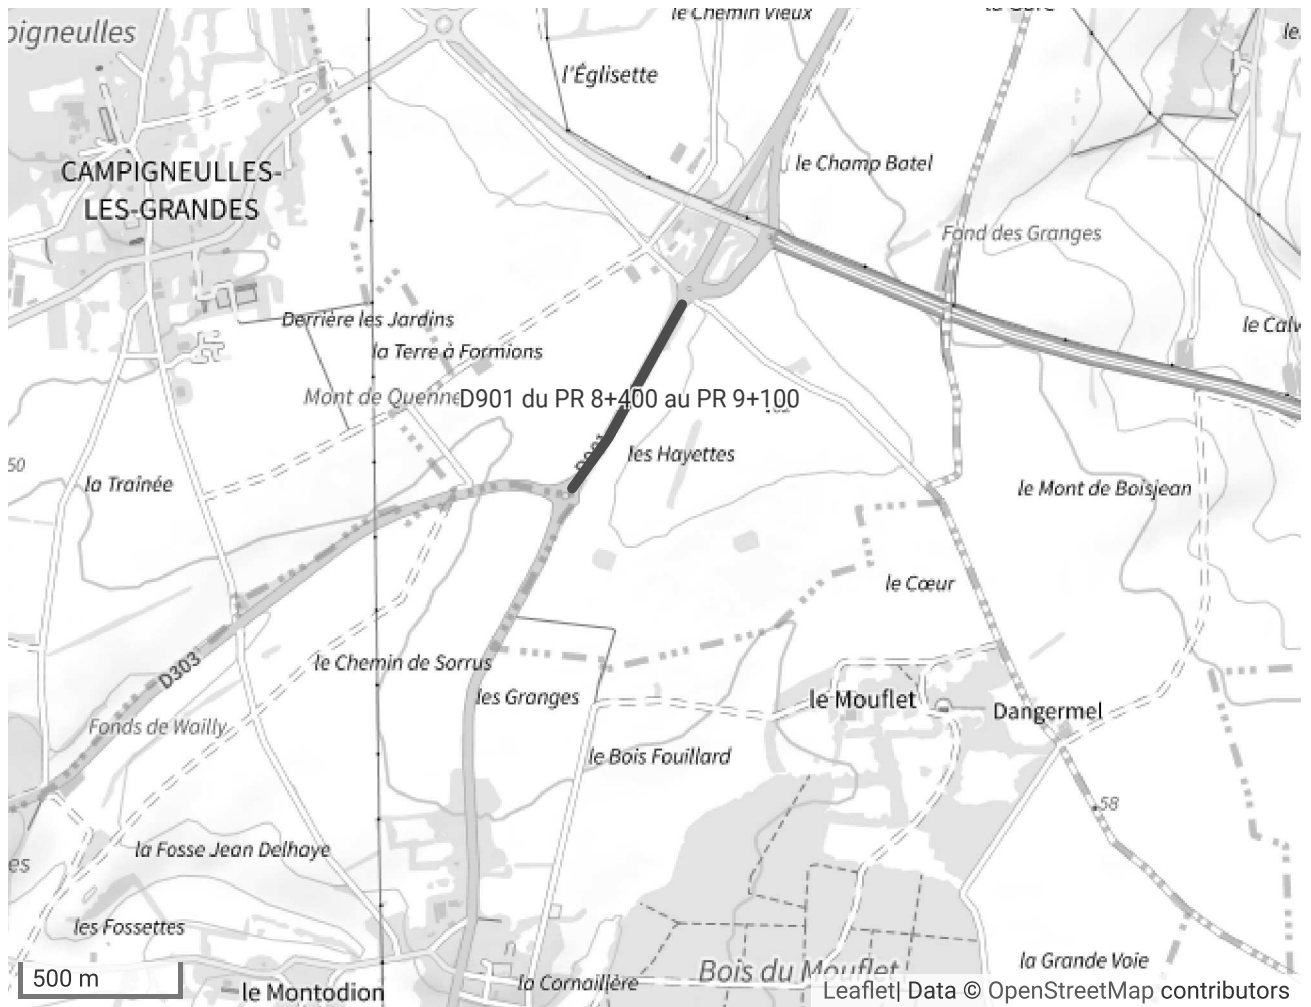 pigneulles
le Chemin Vieux
l'Églisette
CAMPIGNEULLES-
LES-GRANDES
le Champ Batel
Fond des Granges
Derrière les Jardins
la Terre à Formions
le Calv
Mont de Quenne
D901 du PR 8+400 au PR 9+100
50
la Traînée
les Hayettes
le Mont de Boisjean
le Cœur
le Chemin de Sorrus
D303
les Granges
le Mouflet
Dangermel
Fonds de Wailly
le Bois Fouillard
58
la Fosse Jean Delhaye
es
les Fossettes
Bois du Mouflet
la Grande Voie
500 m
le Montodion
la Cornaillère
Leaflet| Data © OpenStreetMap contributors